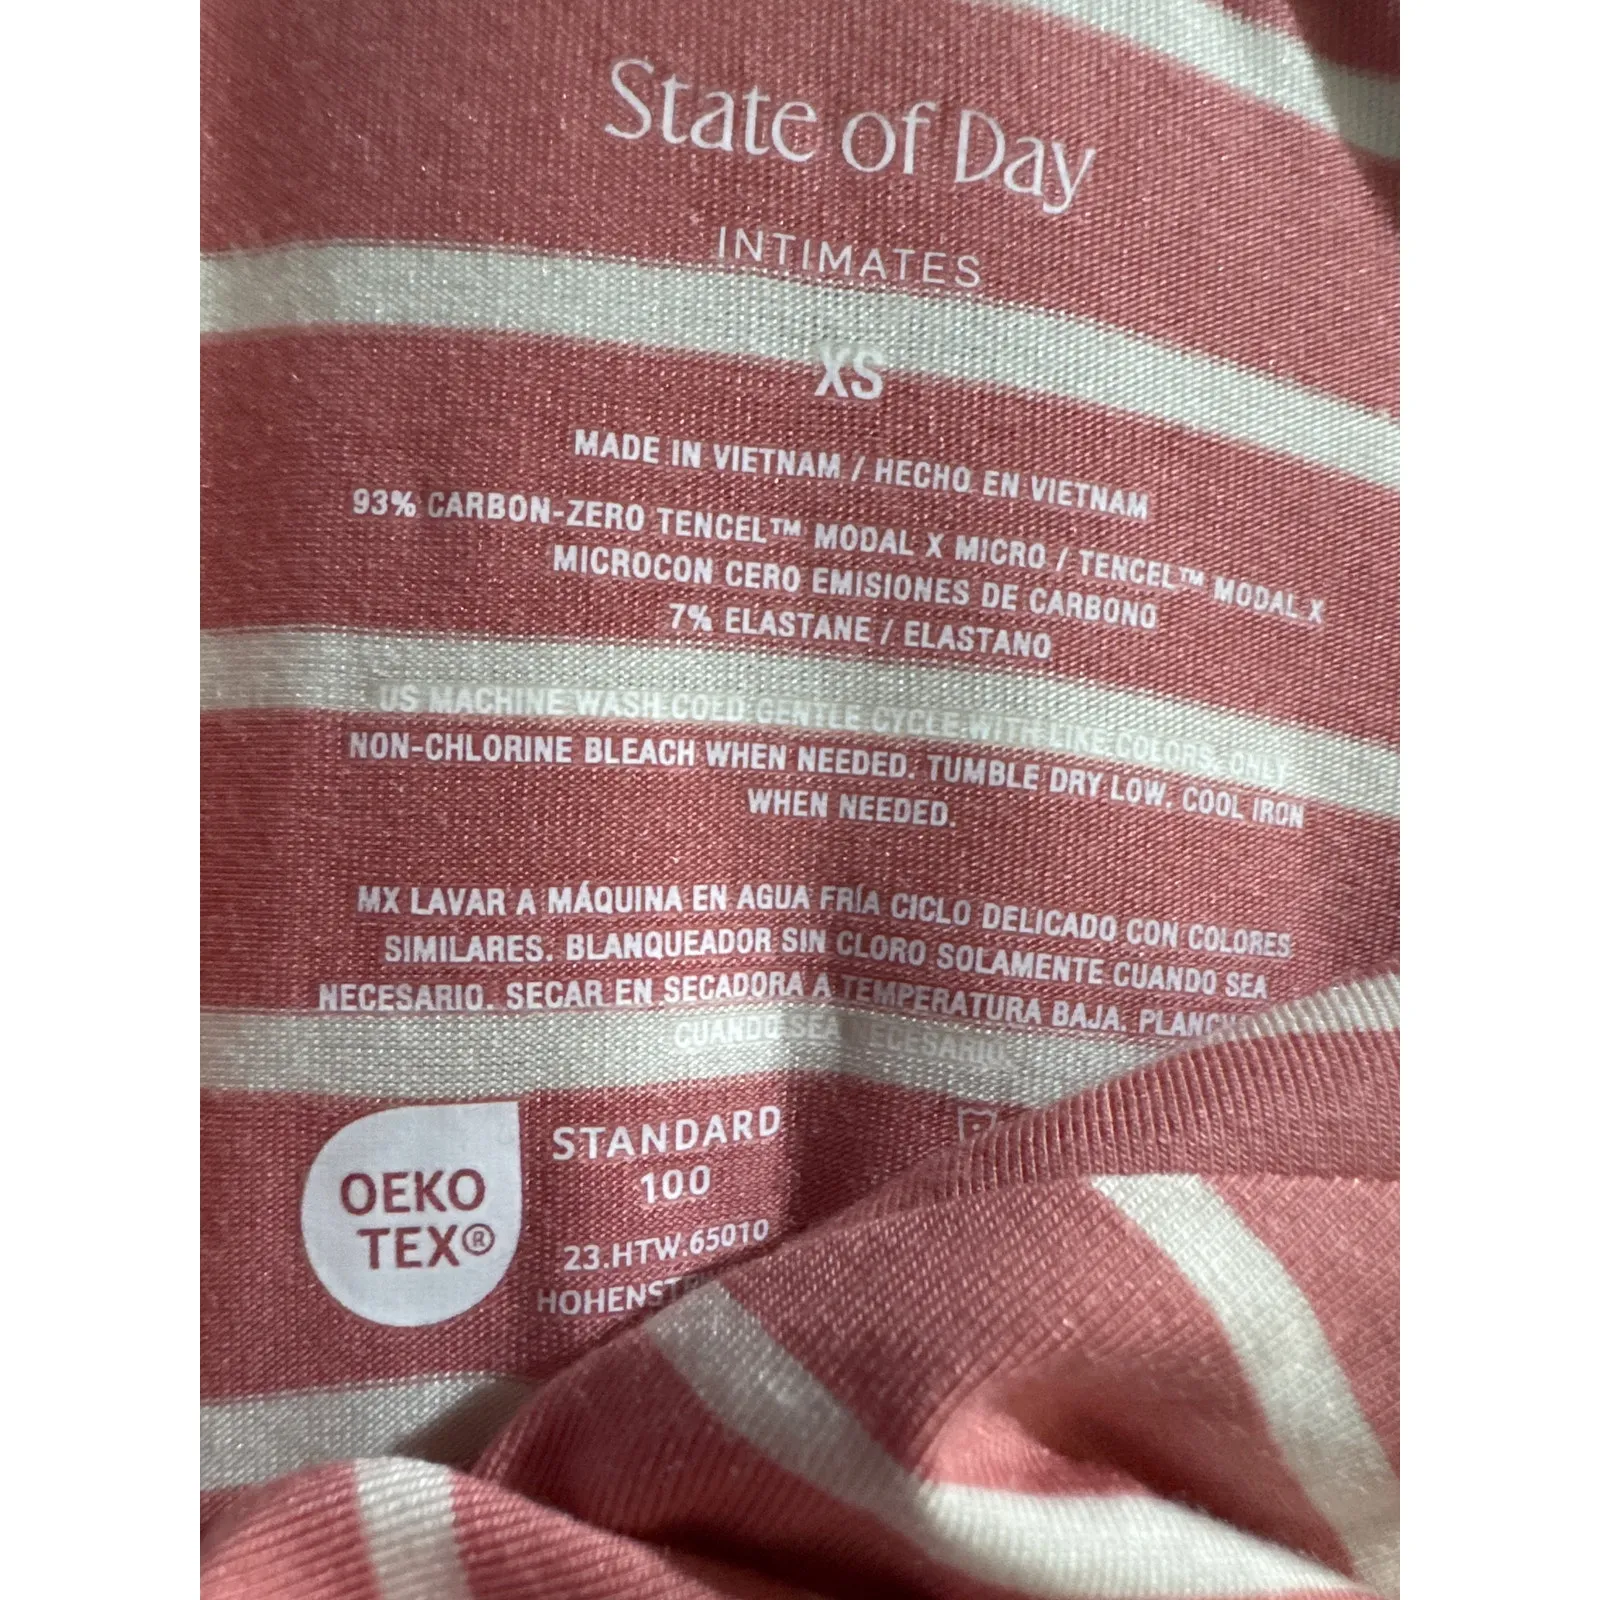 State of Day
INTIMATES
XS
MADE IN VIETNAM / HECHO EN VIETNAM
93% CARBON-ZERO TENCEL™ MODAL X MICRO / TENCEL™ MODAL X
MICROCON CERO EMISIONES DE CARBONO
7% ELASTANE / ELASTANO
US MACHINE WASH COLD GENTLE CYCLE WITH LIKE COLORS, ONLY
NON-CHLORINE BLEACH WHEN NEEDED. TUMBLE DRY LOW. COOL IRON
WHEN NEEDED.
MX LAVAR A MÁQUINA EN AGUA FRÍA CICLO DELICADO CON COLORES
SIMILARES. BLANQUEADOR SIN CLORO SOLAMENTE CUANDO SEA
NECESARIO. SECAR EN SECADORA A TEMPERATURA BAJA.
CUANDO SEA NECESARIO.
OEKO
TEX®
STANDARD
100
23.HTW.65010